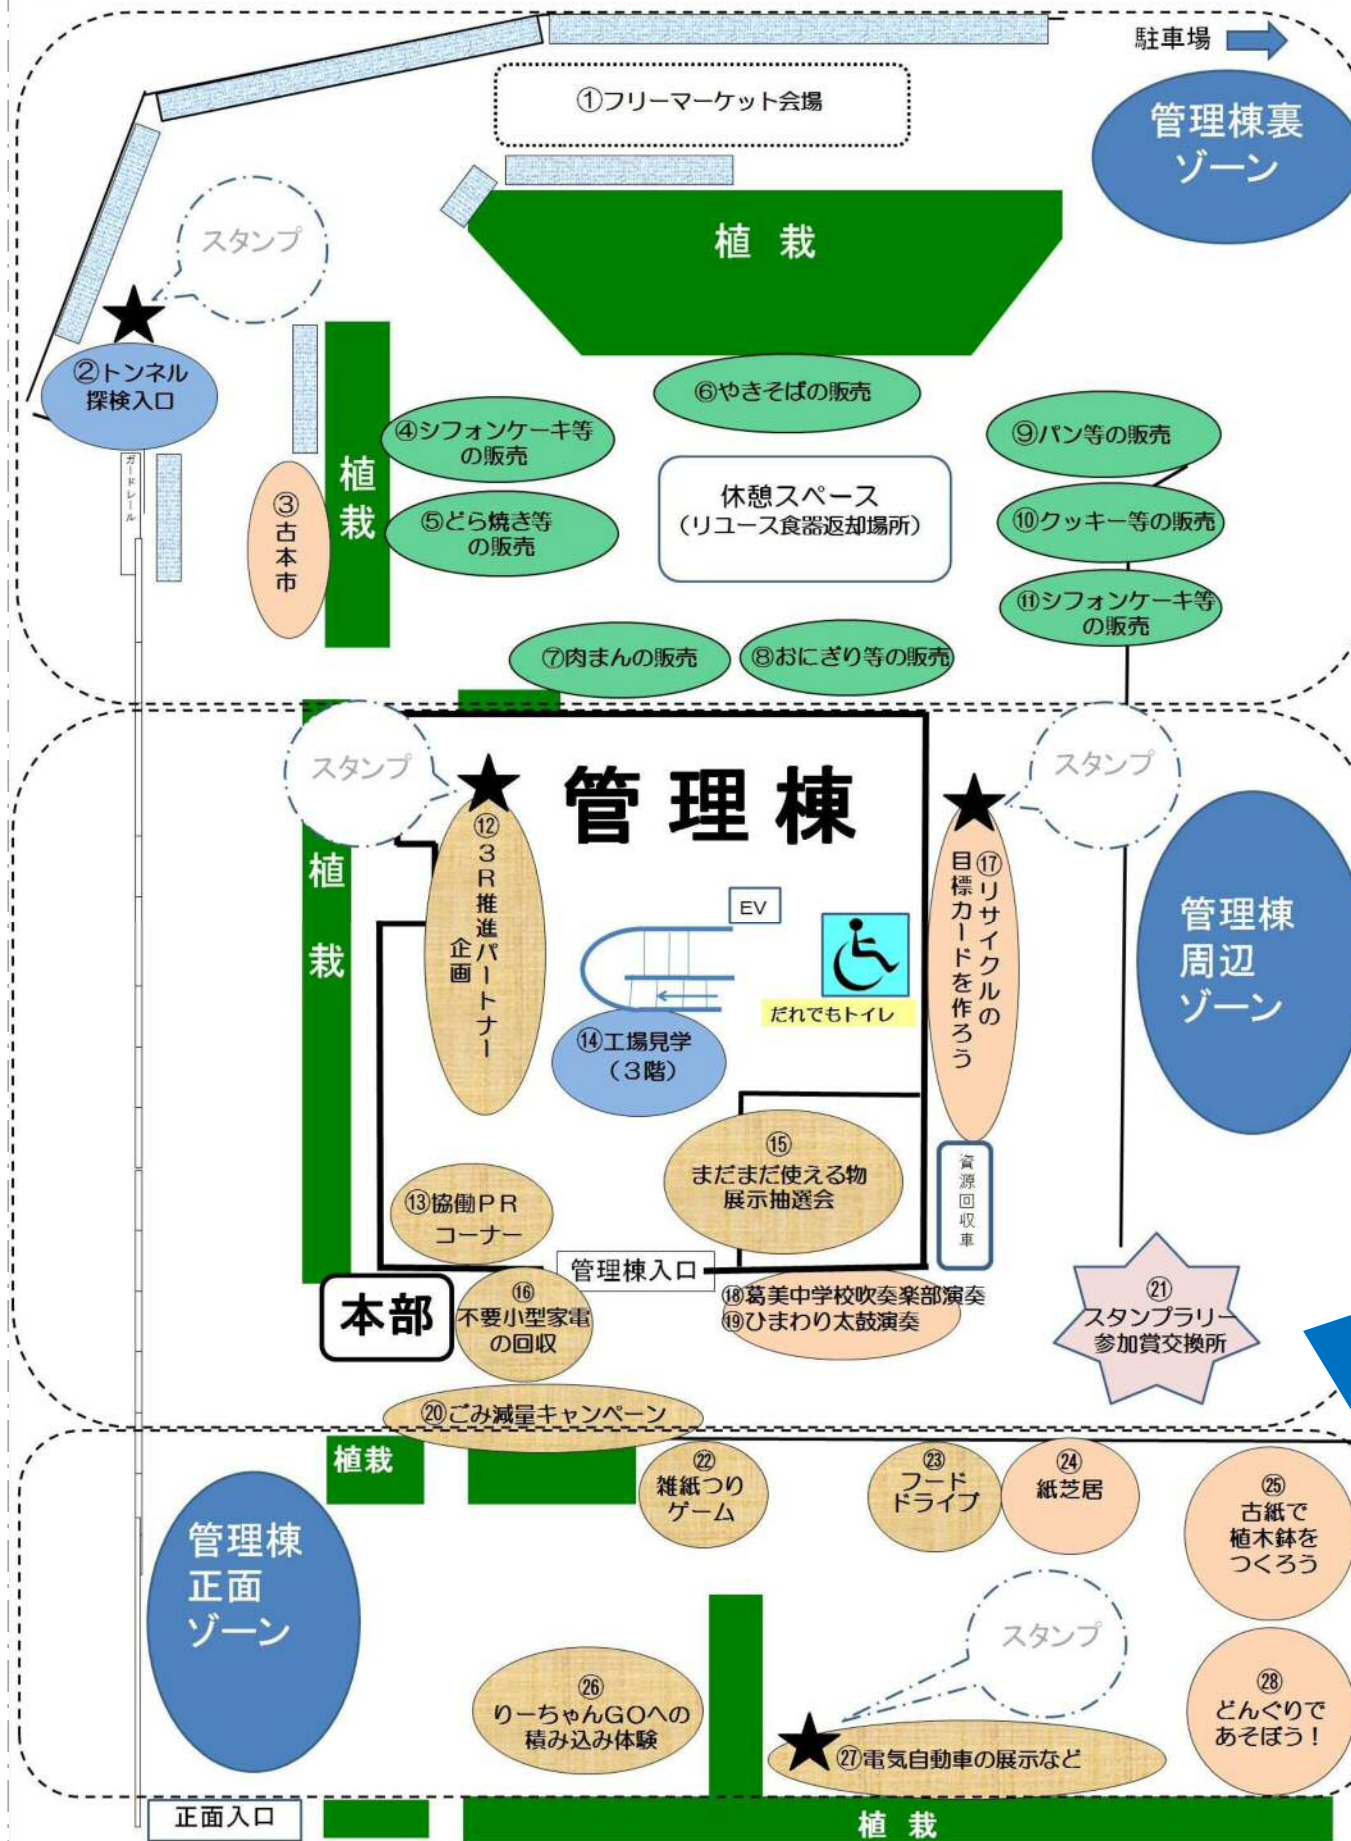 駐車場
①フリーマーケット会場
管理棟裏
ゾーン
スタンプ
植 栽
②トンネル
探検入口
ガードレール
③古本市
植栽
④シフォンケーキ等
の販売
⑤どら焼き等
の販売
⑥やきそばの販売
休憩スペース
（リユース食器返却場所）
⑨パン等の販売
⑩クッキー等の販売
⑪シフォンケーキ等
の販売
⑦肉まんの販売
⑧おにぎり等の販売
スタンプ
管理棟
スタンプ
植栽
⑫３Ｒ推進パートナー
企画
EV
だれでもトイレ
⑭工場見学
（３階）
⑰リサイクルの
目標カードを作ろう
管理棟
周辺
ゾーン
⑮
まだまだ使える物
展示抽選会
⑬協働ＰＲ
コーナー
資源回収車
管理棟入口
本部
⑯
不要小型家電
の回収
⑱葛美中学校吹奏楽部演奏
⑲ひまわり太鼓演奏
㉑
スタンプラリー
参加賞交換所
⑳ごみ減量キャンペーン
植栽
㉒
雑紙つり
ゲーム
㉓
フード
ドライブ
㉔
紙芝居
㉕
古紙で
植木鉢を
つくろう
管理棟
正面
ゾーン
スタンプ
㉖
りーちゃんGOへの
積み込み体験
㉗電気自動車の展示など
㉘
どんぐりで
あそぼう！
正面入口
植 栽